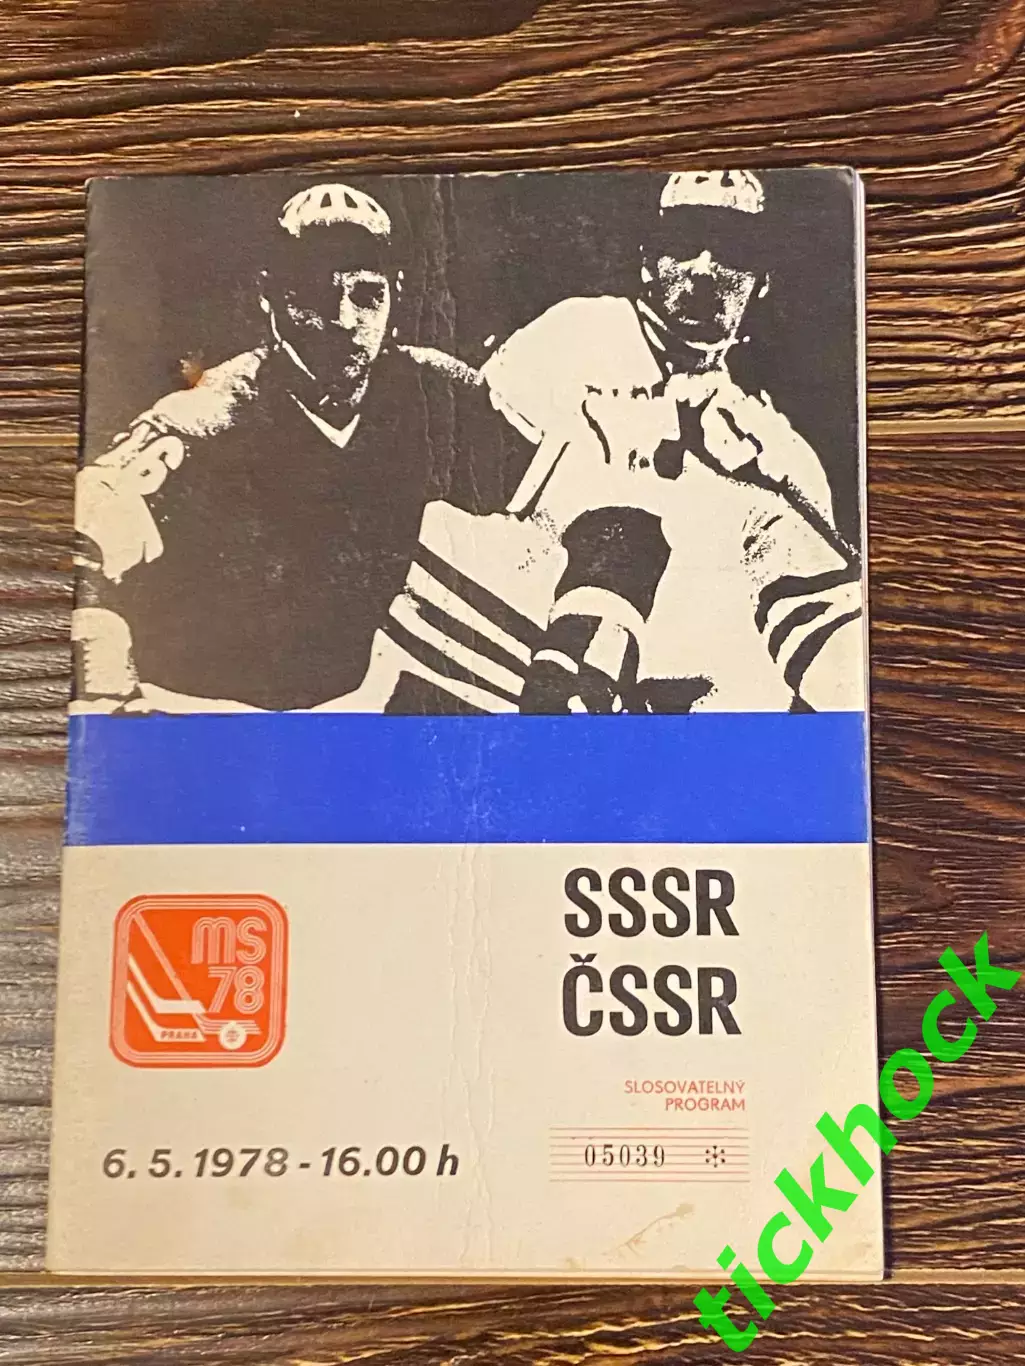 MS
78
PRAHA
SSSR
ČSSR
SLOSOVATELNÝ
PROGRAM
05039 *
6.5.1978 - 16.00 h
tickhock